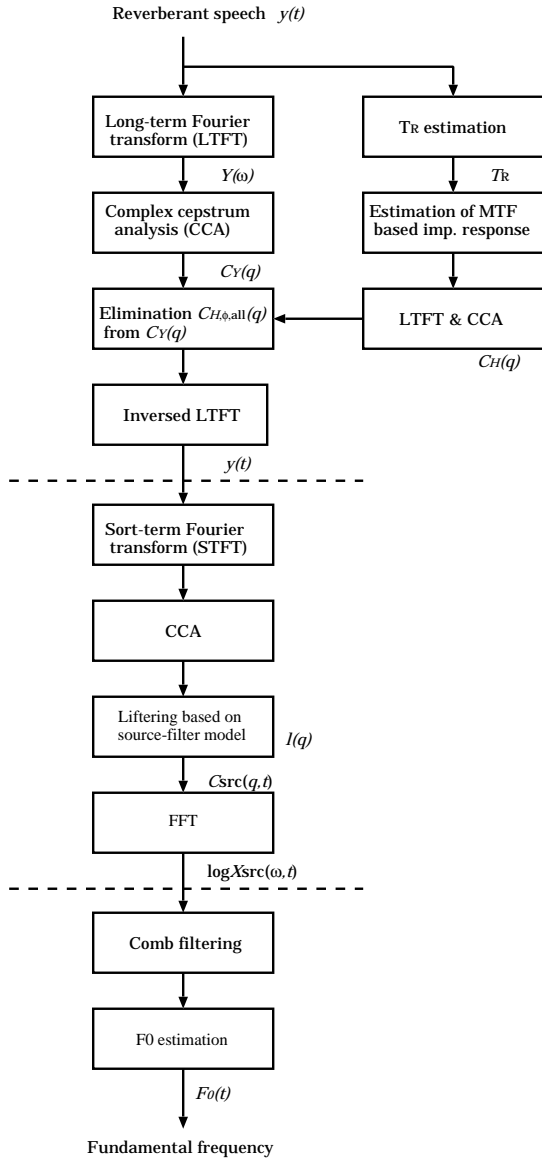 Reverberant speech y(t)
Long-term Fourier
transform (LTFT)
TR estimation
Y(ω)
TR
Complex cepstrum
analysis (CCA)
Estimation of MTF
based imp. response
CY(q)
Elimination CH,ϕ,all(q)
from CY(q)
LTFT & CCA
CH(q)
Inversed LTFT
y(t)
Sort-term Fourier
transform (STFT)
CCA
Liftering based on
source-filter model
l(q)
Csrc(q,t)
FFT
logXsrc(ω,t)
Comb filtering
F0 estimation
F0(t)
Fundamental frequency